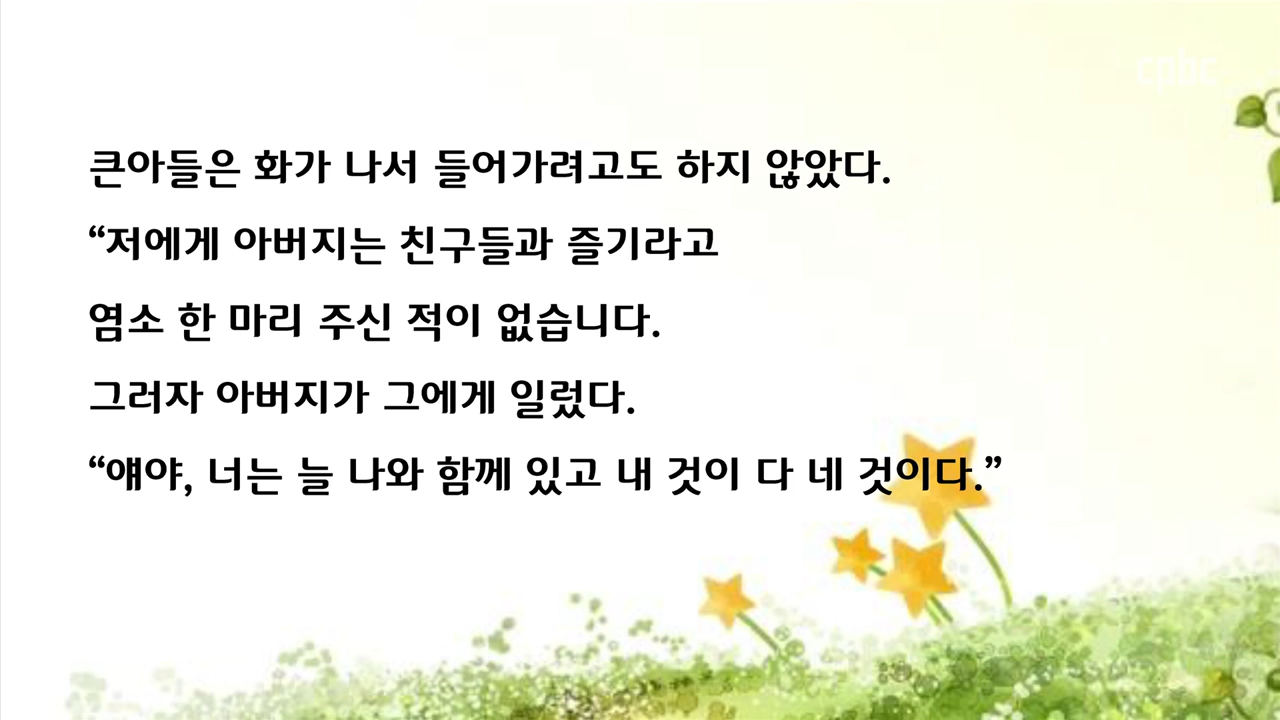 cpbc
큰아들은 화가 나서 들어가려고도 하지 않았다.
“저에게 아버지는 친구들과 즐기라고
염소 한 마리 주신 적이 없습니다.
그러자 아버지가 그에게 일렀다.
“얘야, 너는 늘 나와 함께 있고 내 것이 다 네 것이다.”